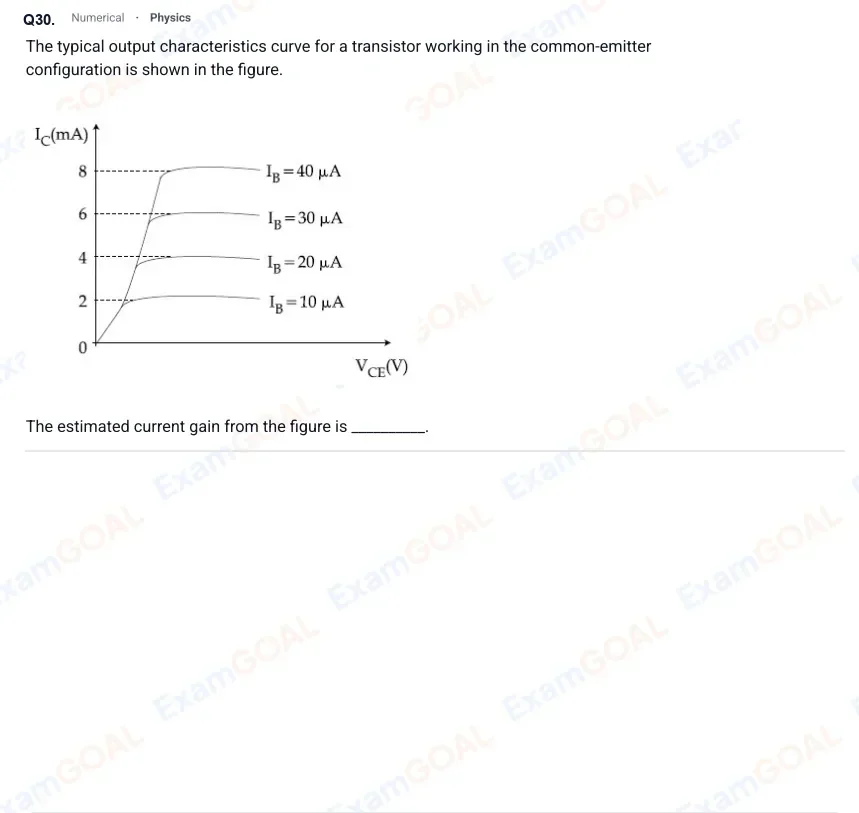 Q30. Numerical · Physics
The typical output characteristics curve for a transistor working in the common-emitter
configuration is shown in the figure.
I_C(mA)
8
I_B = 40 μA
6
I_B = 30 μA
4
I_B = 20 μA
2
I_B = 10 μA
0
V_CE(V)
The estimated current gain from the figure is __________.
ExamGOAL